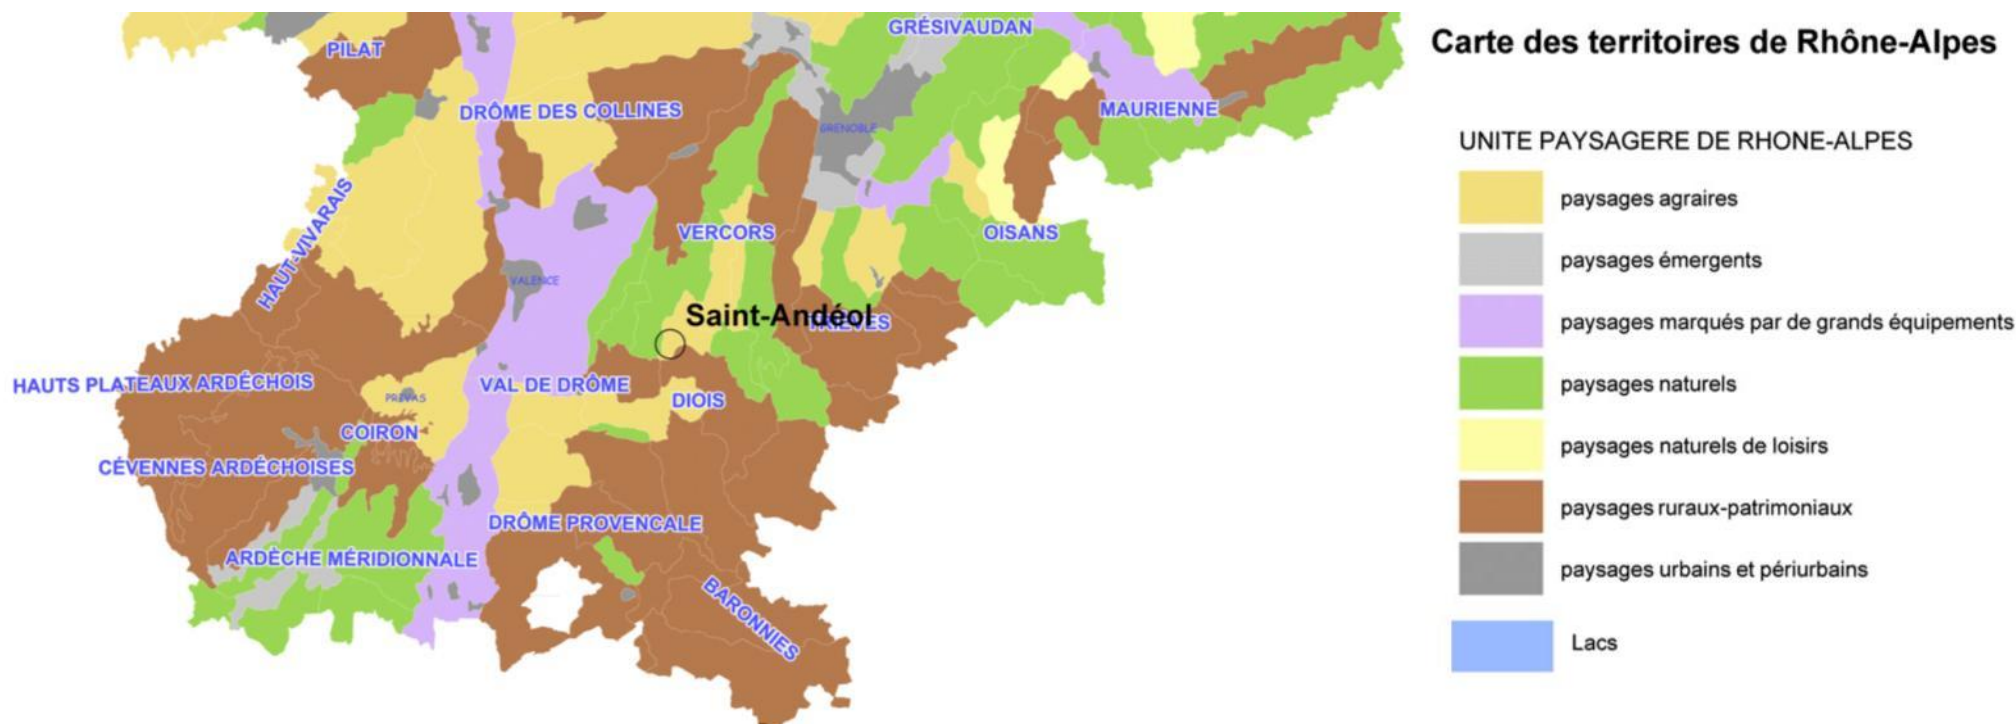 PILAT
GRÉSIVAUDAN
DRÔME DES COLLINES
GRENOBLE
MAURIENNE
HAUT-VIVARAIS
VERCORS
OISANS
VALENCE
Saint-Andéol
TRIÈVES
HAUTS PLATEAUX ARDÉCHOIS
PRIVAS
VAL DE DRÔME
DIOIS
COIRON
CÉVENNES ARDÉCHOISES
DRÔME PROVENCALE
ARDÈCHE MÉRIDIONNALE
BARONNIES
Carte des territoires de Rhône-Alpes
UNITE PAYSAGERE DE RHONE-ALPES
paysages agraires
paysages émergents
paysages marqués par de grands équipements
paysages naturels
paysages naturels de loisirs
paysages ruraux-patrimoniaux
paysages urbains et périurbains
Lacs